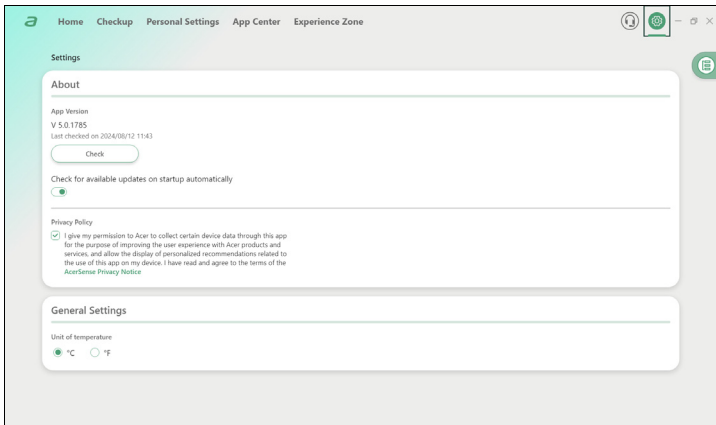 a Home Checkup Personal Settings App Center Experience Zone
Settings
About
App Version
V 5.0.1785
Last checked on 2024/08/12 11:43
Check
Check for available updates on startup automatically
Privacy Policy
I give my permission to Acer to collect certain device data through this app
for the purpose of improving the user experience with Acer products and
services, and allow the display of personalized recommendations related to
the use of this app on my device. I have read and agree to the terms of the
AcerSense Privacy Notice
General Settings
Unit of temperature
°C °F